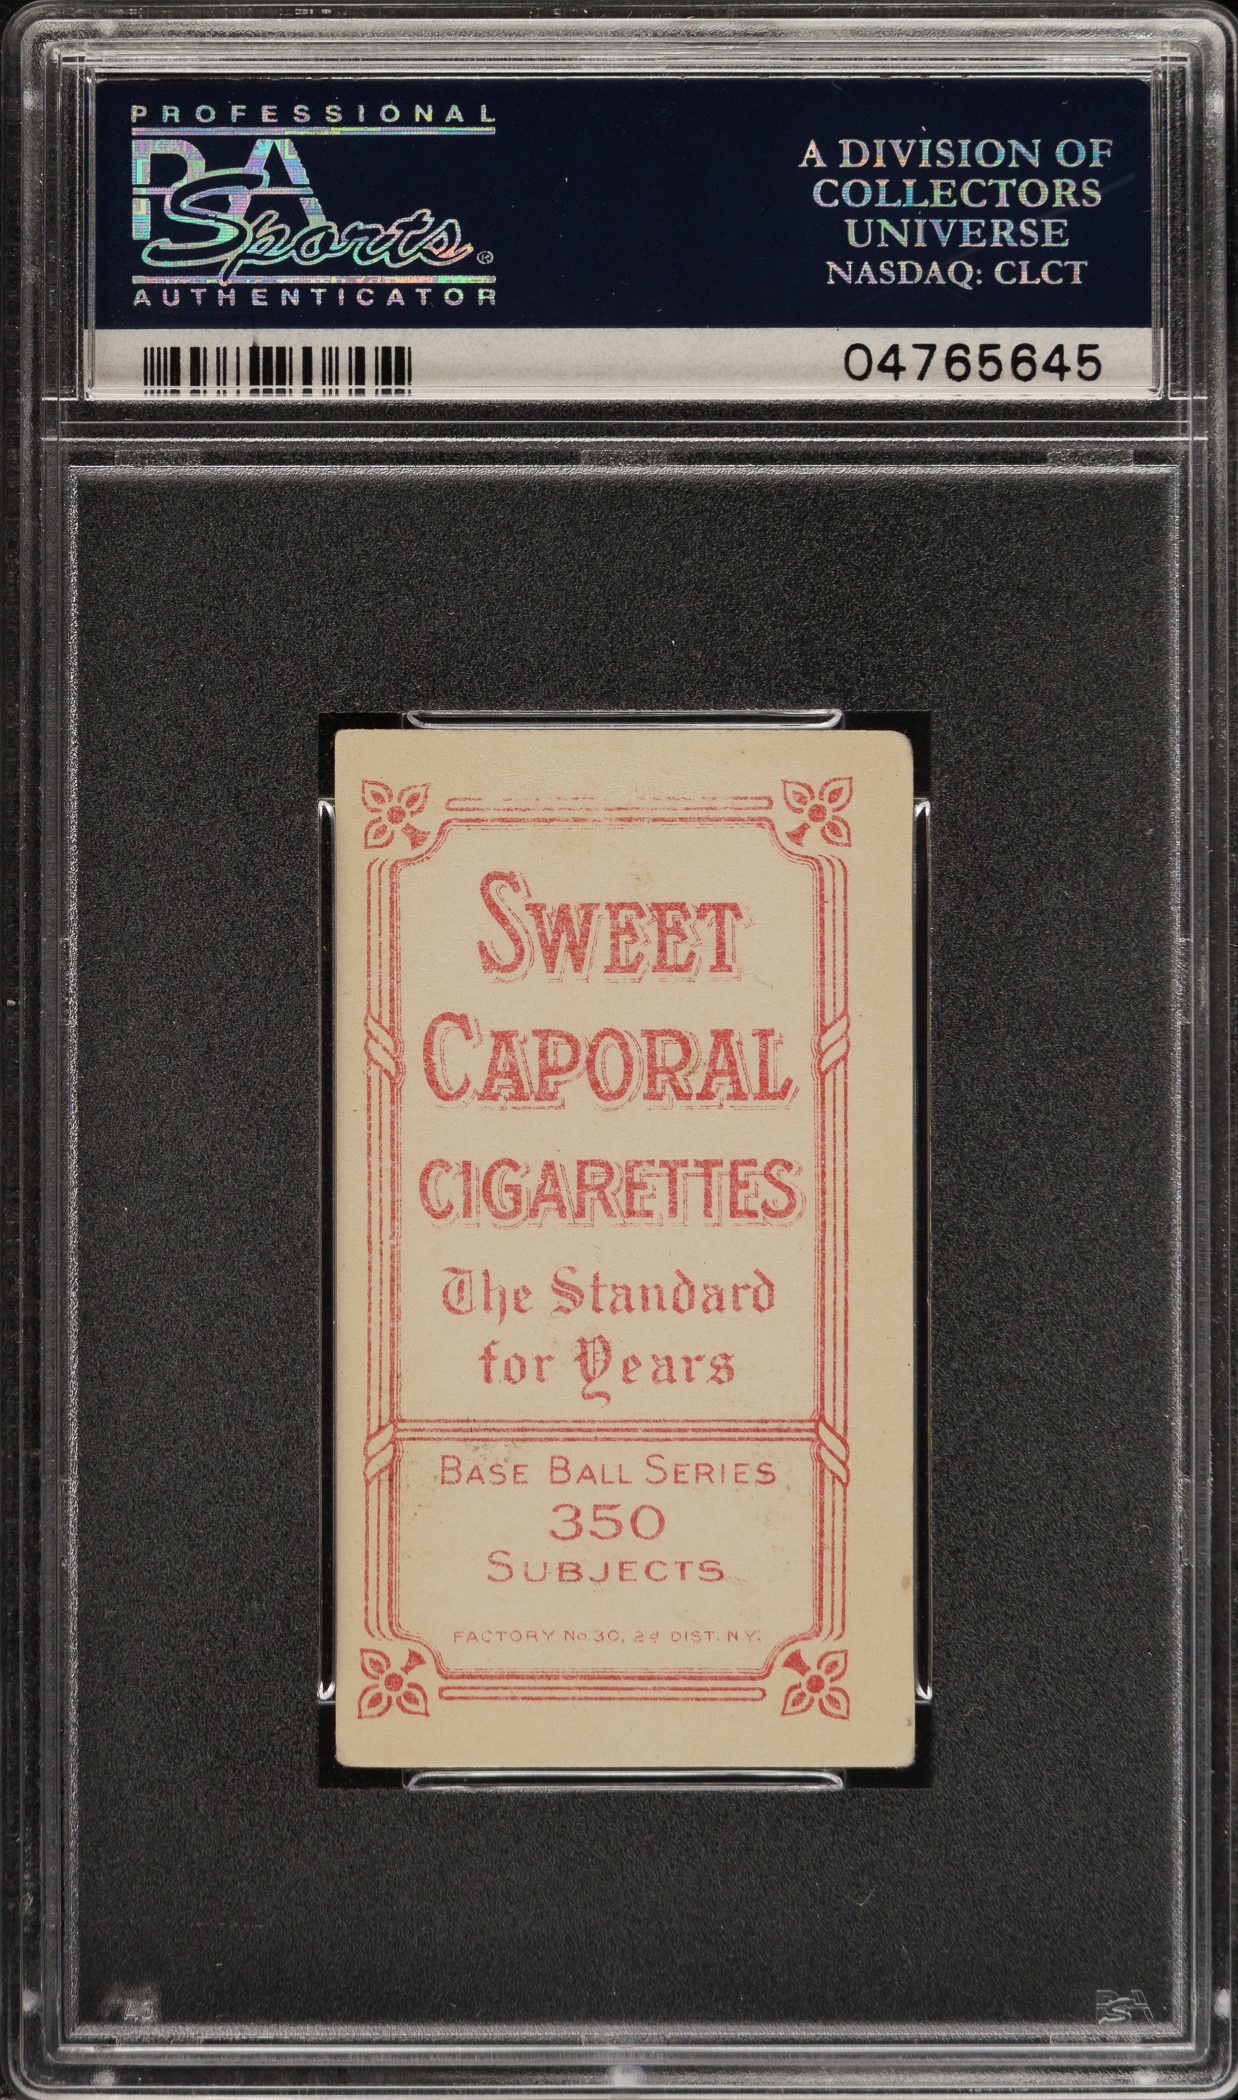 PROFESSIONAL
PSA
Sports®
AUTHENTICATOR
A DIVISION OF
COLLECTORS
UNIVERSE
NASDAQ: CLCT
04765645
SWEET
CAPORAL
CIGARETTES
The Standard
for Years
BASE BALL SERIES
350
SUBJECTS
FACTORY No. 30, 2d DIST. N.Y.
PSA